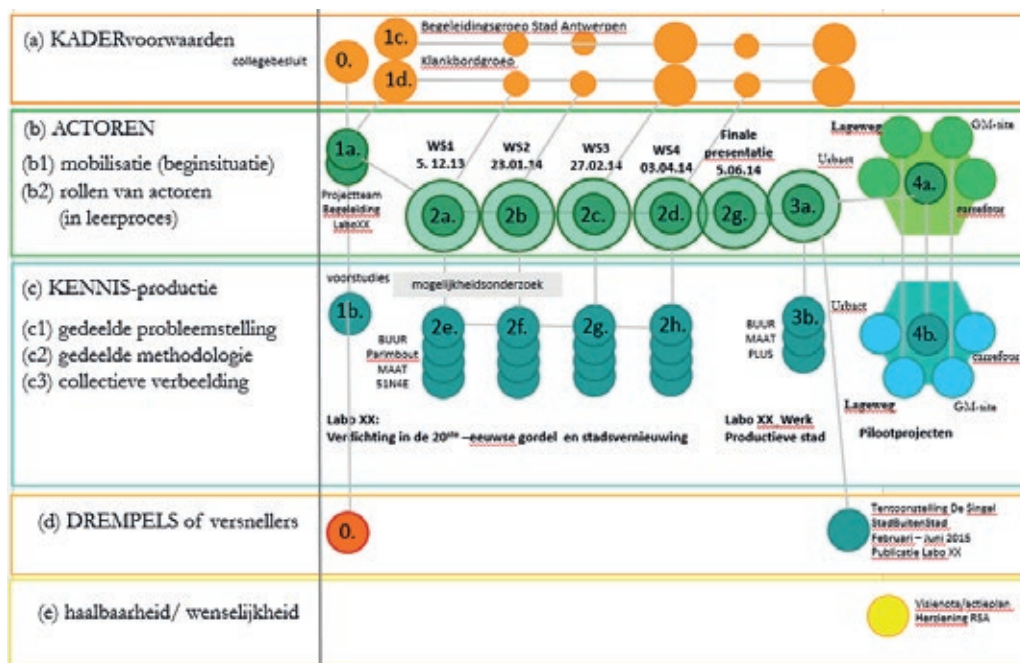 (a) KADERvoorwaarden
collegebesluit
0.
1c.
Begeleidingsgroep Stad Antwerpen
1d.
Klankbordgroep
(b) ACTOREN
(b1) mobilisatie (beginsituatie)
(b2) rollen van actoren
(in leerproces)
1a.
Projectteam
Begeleiding
LaboXX
WS1
5. 12.13
WS2
23.01.14
WS3
27.02.14
WS4
03.04.14
Finale
presentatie
5.06.14
2a.
2b
2c.
2d.
2g.
3a.
Lageweg
GM-site
Urbact
4a.
carrefour
(c) KENNIS-productie
(c1) gedeelde probleemstelling
(c2) gedeelde methodologie
(c3) collectieve verbeelding
voorstudies
mogelijkheidsonderzoek
1b.
2e.
2f.
2g.
2h.
BUUR
Parimbout
MAAT
51N4E
BUUR
MAAT
PLUS
3b.
Urbact
4b.
carrefour
Lageweg
GM-site
Labo XX:
Verdichting in de 20ste –eeuwse gordel en stadsvernieuwing
Labo XX_Werk
Productieve stad
Pilootprojecten
(d) DREMPELS of versnellers
0.
Tentoonstelling De Singel
StadBuitenStad
Februari – Juni 2015
Publicatie Labo XX
(e) haalbaarheid/ wenselijkheid
Visienota/actieplan
Herziening RSA